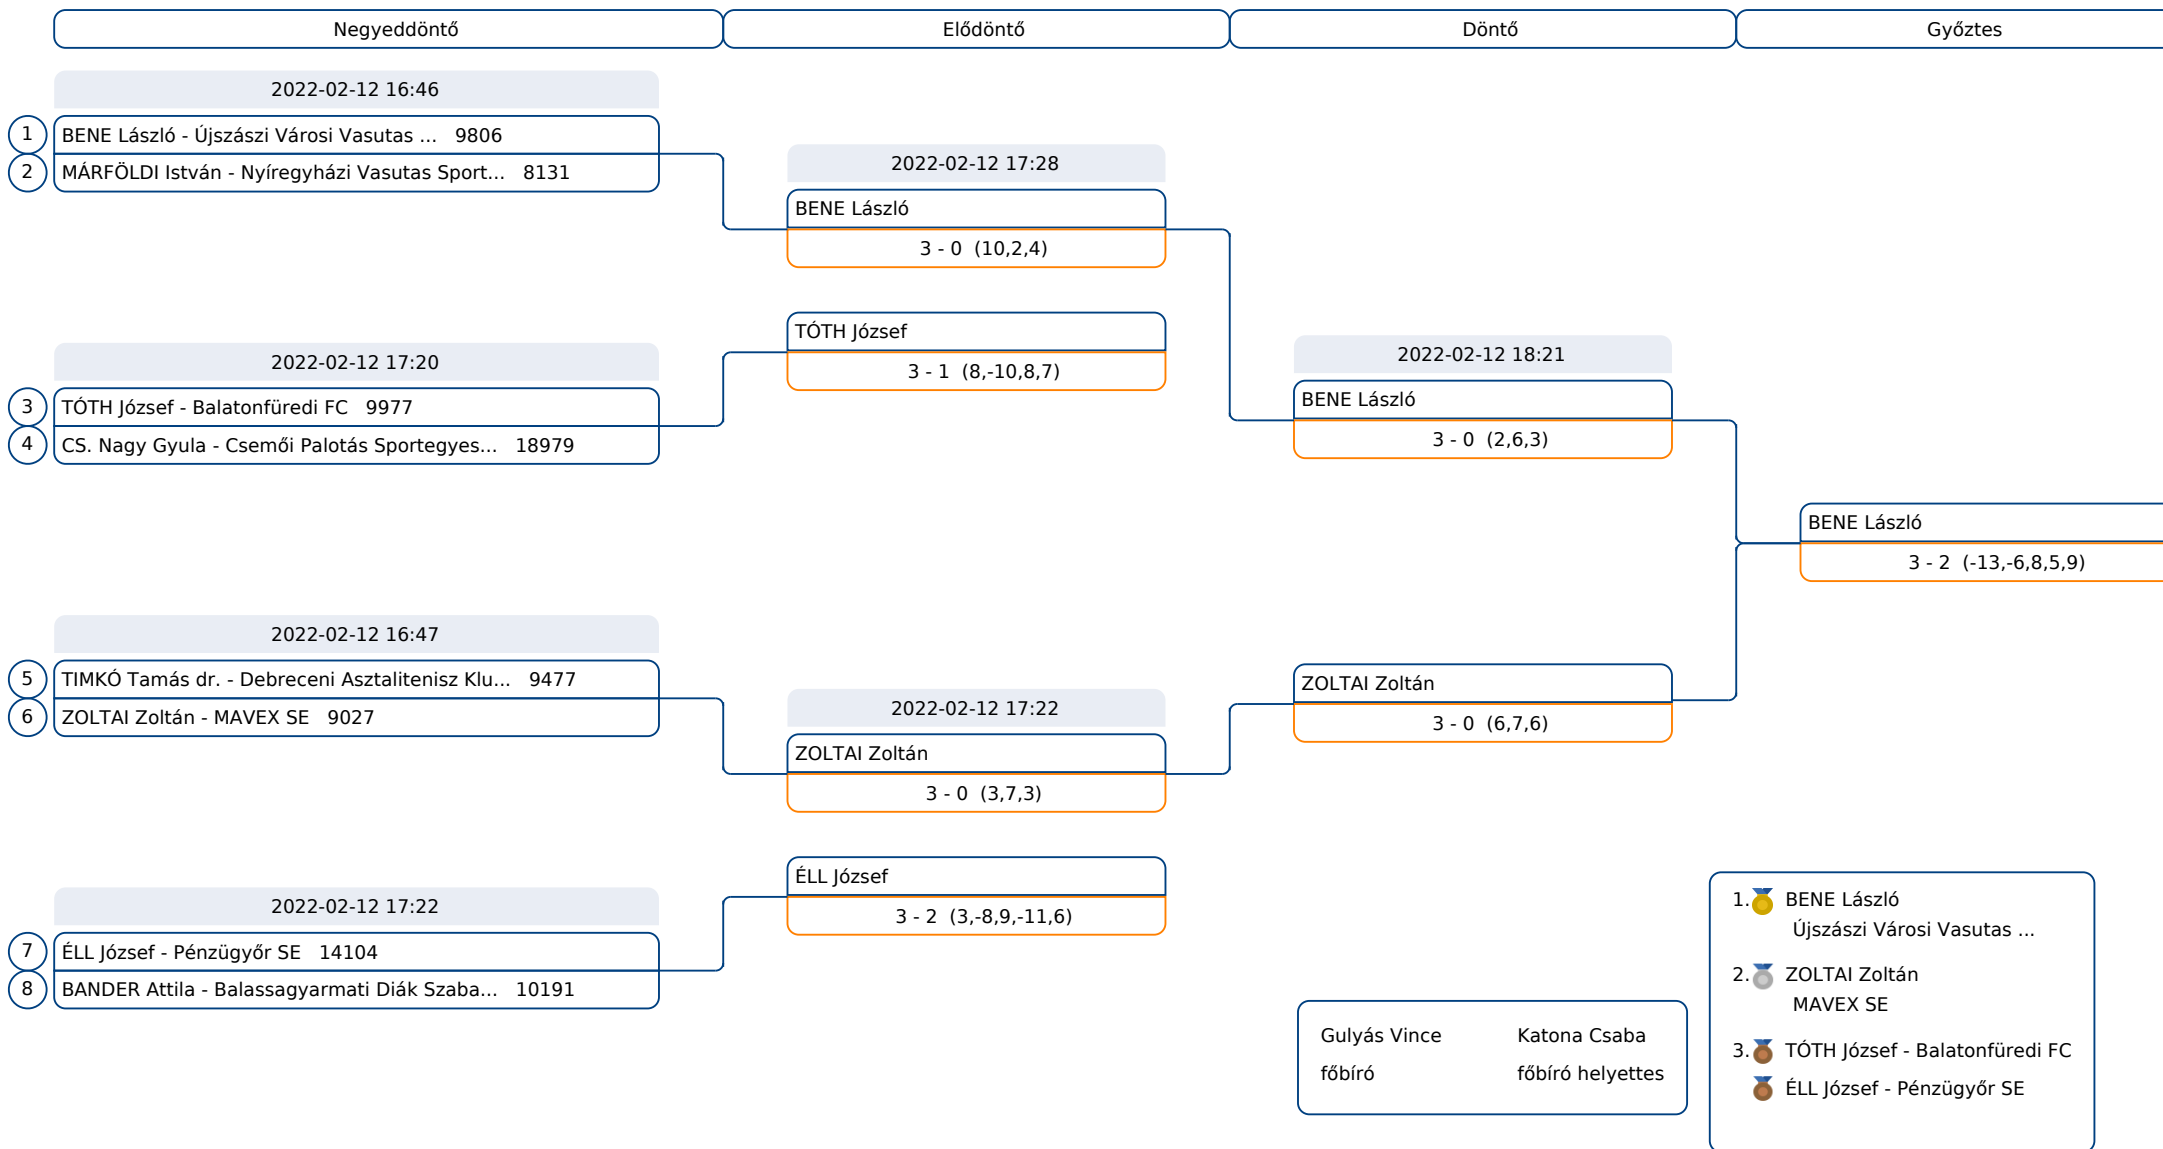 Negyeddöntő
Elődöntő
Döntő
Győztes
2022-02-12 16:46
1
BENE László - Újszászi Városi Vasutas ... 9806
2
MÁRFÖLDI István - Nyíregyházi Vasutas Sport... 8131
2022-02-12 17:28
BENE László
3 - 0 (10,2,4)
TÓTH József
3 - 1 (8,-10,8,7)
2022-02-12 17:20
3
TÓTH József - Balatonfüredi FC 9977
4
CS. Nagy Gyula - Csemői Palotás Sportegyes... 18979
2022-02-12 18:21
BENE László
3 - 0 (2,6,3)
BENE László
3 - 2 (-13,-6,8,5,9)
2022-02-12 16:47
5
TIMKÓ Tamás dr. - Debreceni Asztalitenisz Klu... 9477
6
ZOLTAI Zoltán - MAVEX SE 9027
ZOLTAI Zoltán
3 - 0 (6,7,6)
2022-02-12 17:22
ZOLTAI Zoltán
3 - 0 (3,7,3)
ÉLL József
3 - 2 (3,-8,9,-11,6)
2022-02-12 17:22
7
ÉLL József - Pénzügyőr SE 14104
8
BANDER Attila - Balassagyarmati Diák Szaba... 10191
Gulyás Vince
Katona Csaba
főbíró
főbíró helyettes
1. BENE László
Újszászi Városi Vasutas ...
2. ZOLTAI Zoltán
MAVEX SE
3. TÓTH József - Balatonfüredi FC
ÉLL József - Pénzügyőr SE